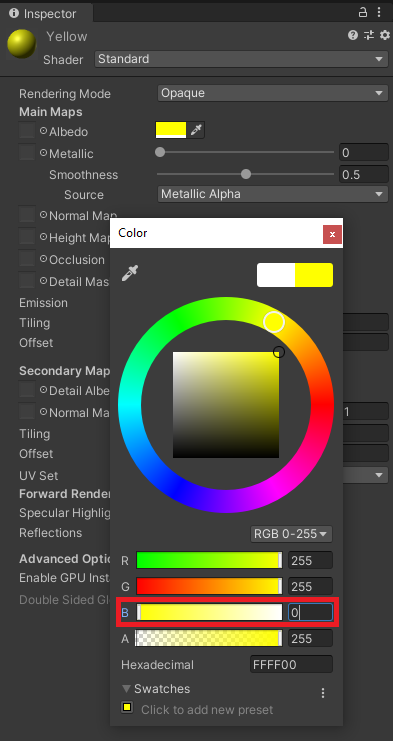 Inspector
Yellow
Shader Standard
Rendering Mode Opaque
Main Maps
Albedo
Metallic 0
Smoothness 0.5
Source Metallic Alpha
Normal Map
Height Map
Occlusion
Detail Mas
Emission
Tiling
Offset
Secondary Map
Detail Albe
Normal Ma 1
Tiling
Offset
UV Set
Forward Render
Specular Highlig
Reflections
Advanced Optio
Enable GPU Insta
Double Sided Gl
Color
x
RGB 0-255
R 255
G 255
B 0
A 255
Hexadecimal FFFF00
Swatches
Click to add new preset